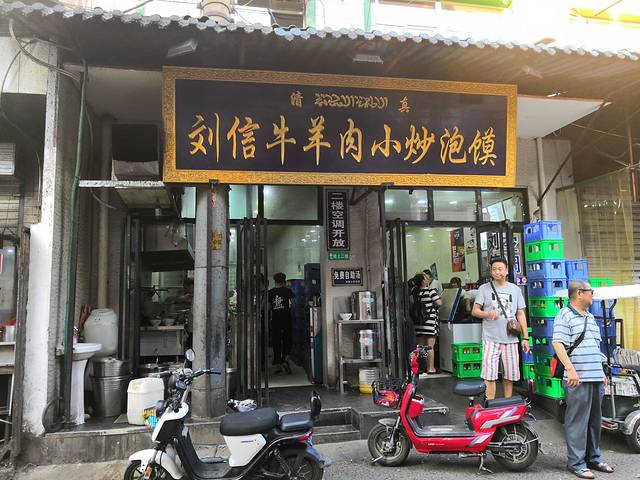 清 真
刘信牛羊肉小炒泡馍
二楼空调开放
免费自助汤